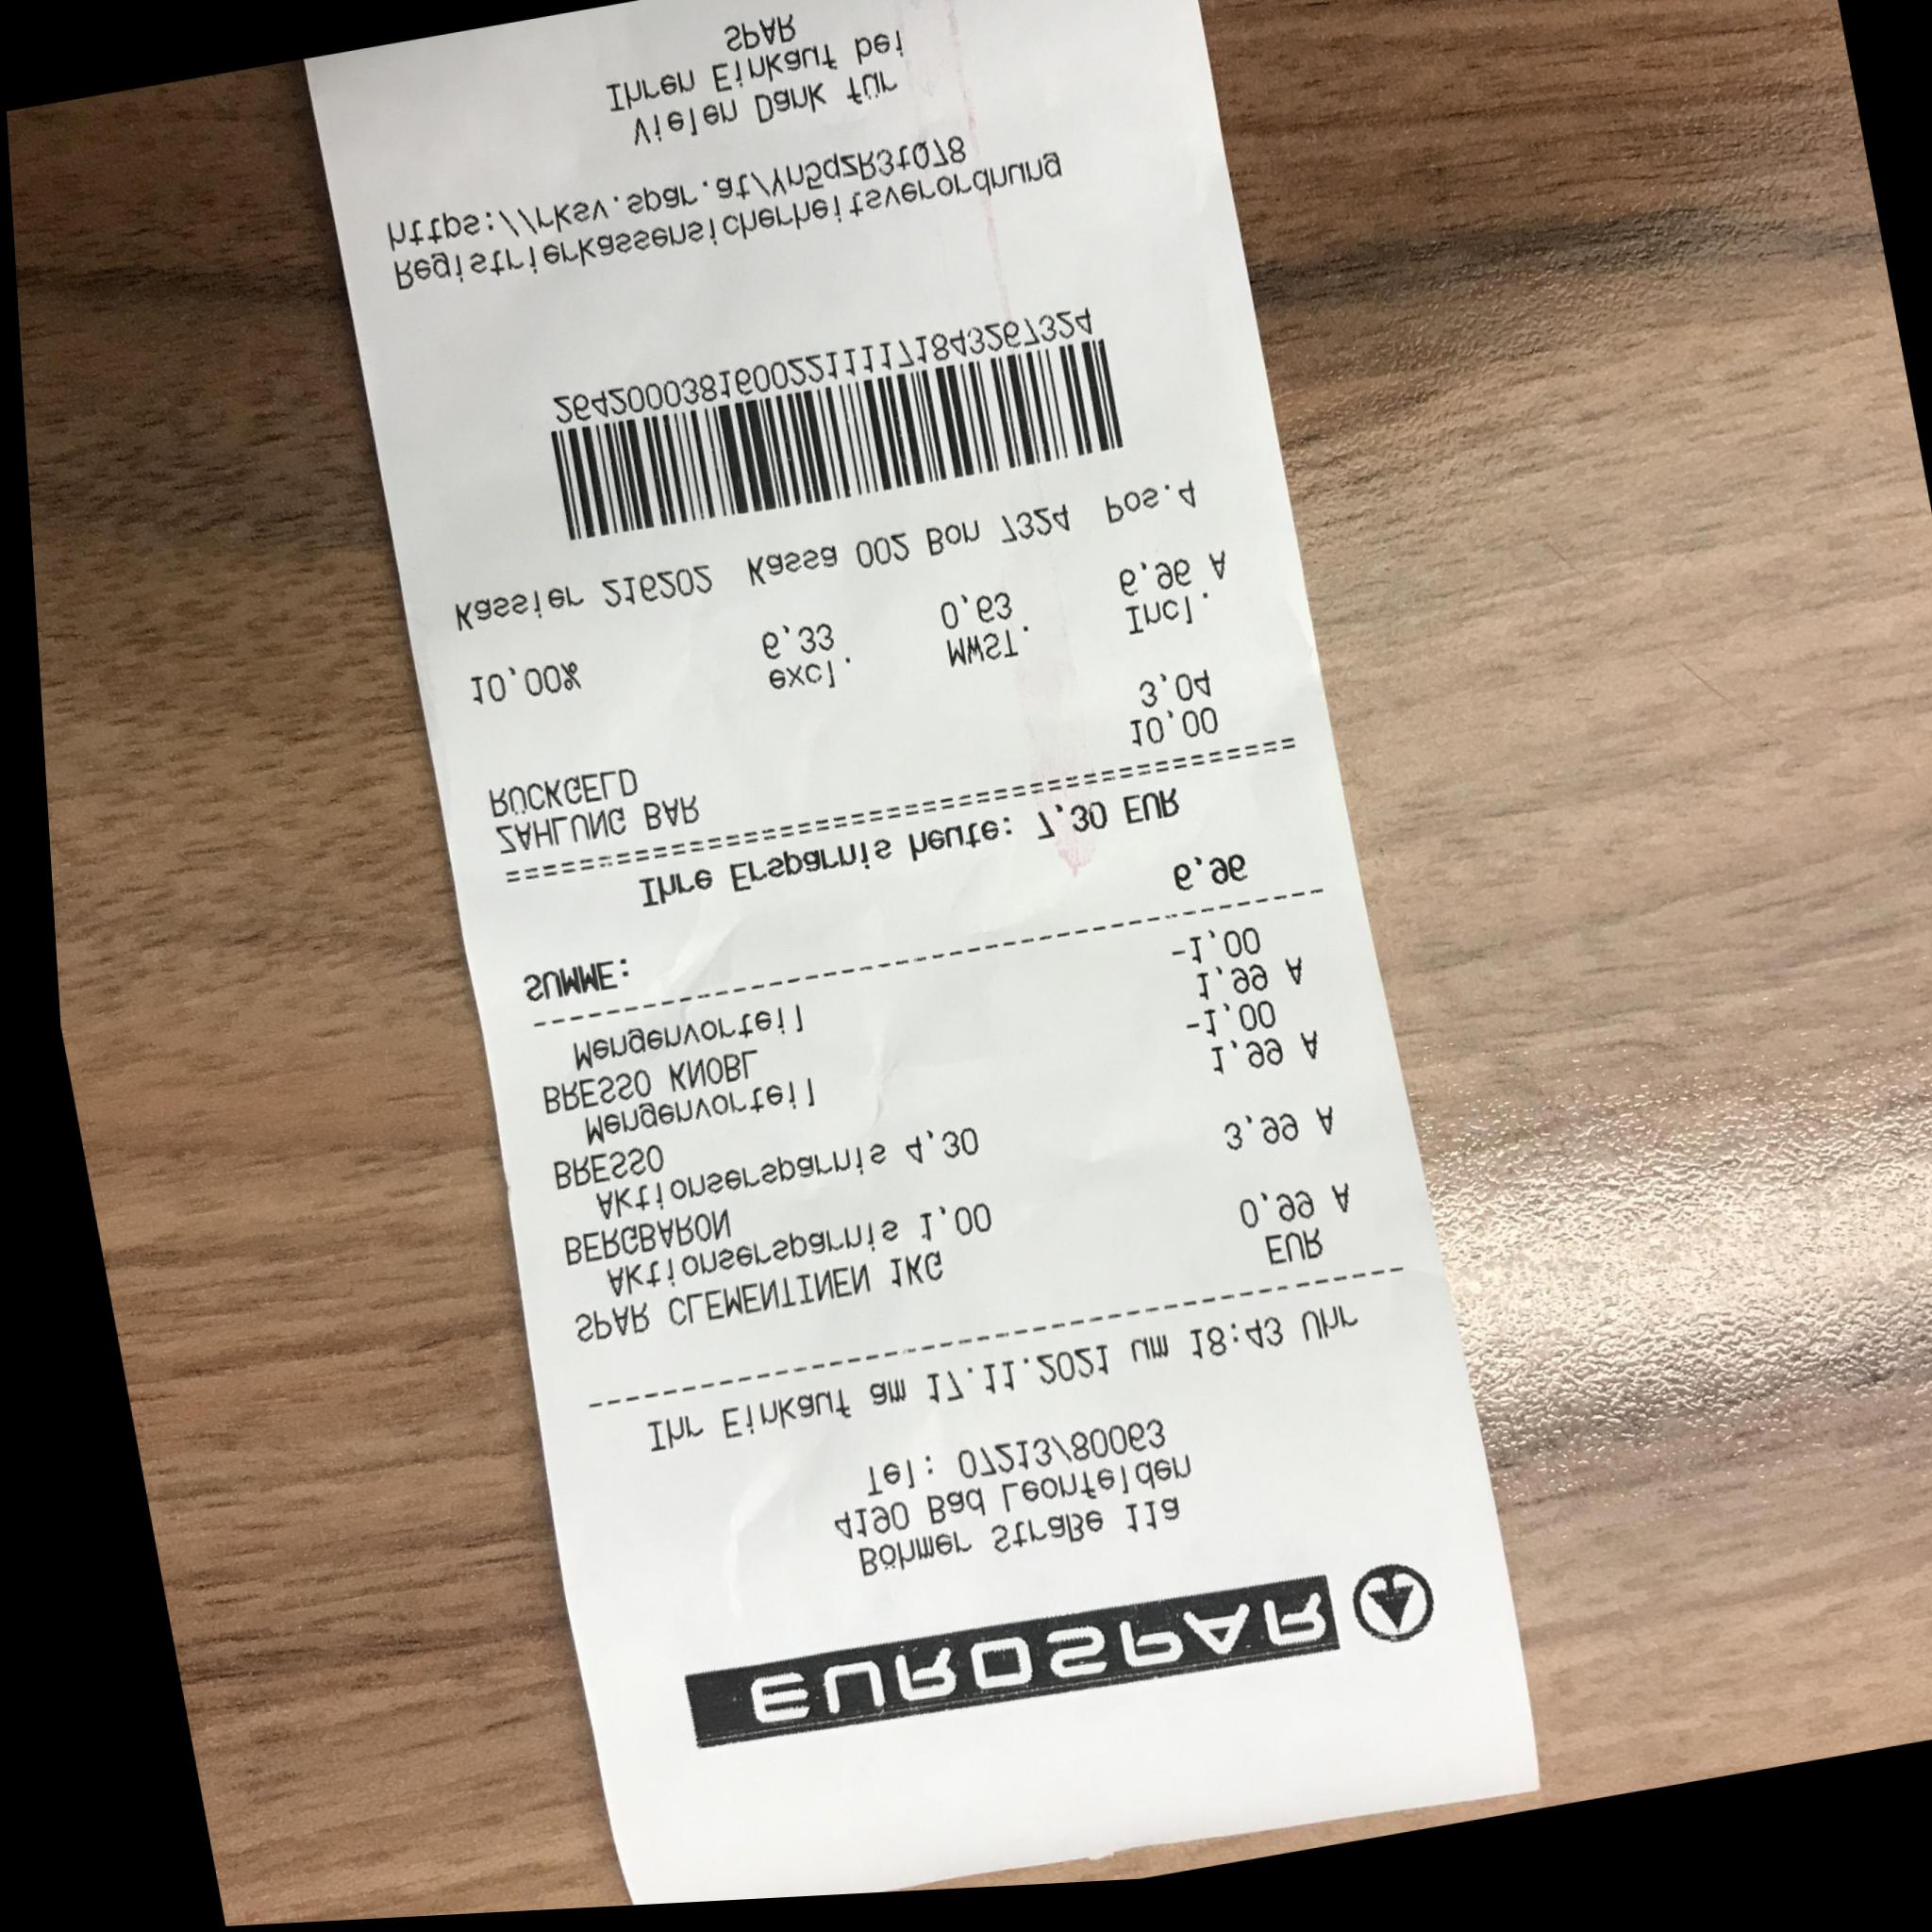 EUROSPAR
Böhmer Straße 11a
4190 Bad Leonfelden
Tel: 07213/80063
Ihr Einkauf am 17.11.2021 um 18:43 Uhr
EUR
SPAR CLEMENTINEN 1KG 0,99 A
Aktionsersparnis 1,00
BERGBARON 3,99 A
Aktionsersparnis 4,30
BRESSO 1,99 A
Mengenvorteil -1,00
BRESSO KNOBL 1,99 A
Mengenvorteil -1,00
SUMME: 6,96
Ihre Ersparnis heute: 7,30 EUR
ZAHLUNG BAR 10,00
RÜCKGELD 3,04
excl. MWST. Incl.
10,00% 6,33 0,63 6,96 A
Kassier 216202 Kassa 002 Bon 7324 Pos.4
264200038160022111171843267324
Registrierkassensicherheitsverordnung
https://rksv.spar.at/Yn5qzR3tQ78
Vielen Dank für
Ihren Einkauf bei
SPAR